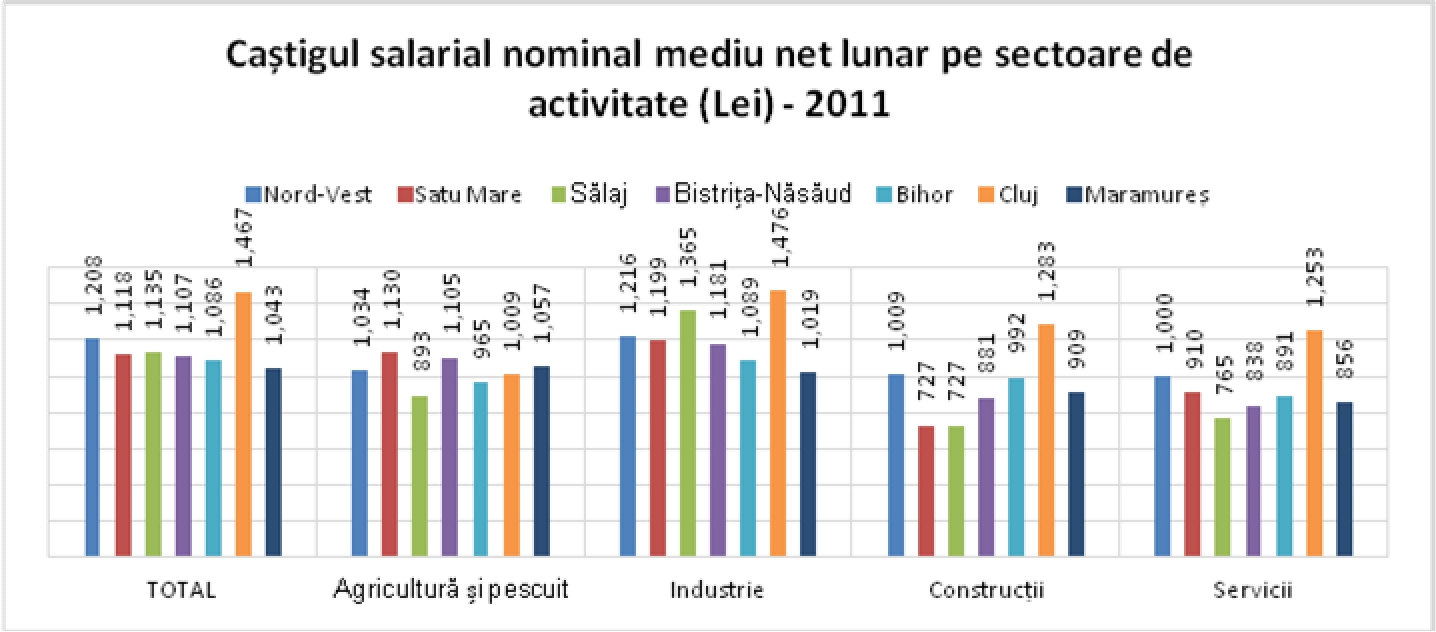 Caștigul salarial nominal mediu net lunar pe sectoare de
activitate (Lei) - 2011
Nord-Vest Satu Mare Sălaj Bistrița-Năsăud Bihor Cluj Maramureș
1,208 1,118 1,135 1,107 1,086 1,467 1,043
1,034 1,130 893 1,105 965 1,009 1,057
1,216 1,199 1,365 1,181 1,089 1,476 1,019
1,009 727 727 881 992 1,283 909
1,000 910 765 838 891 1,253 856
TOTAL Agricultură și pescuit Industrie Construcții Servicii